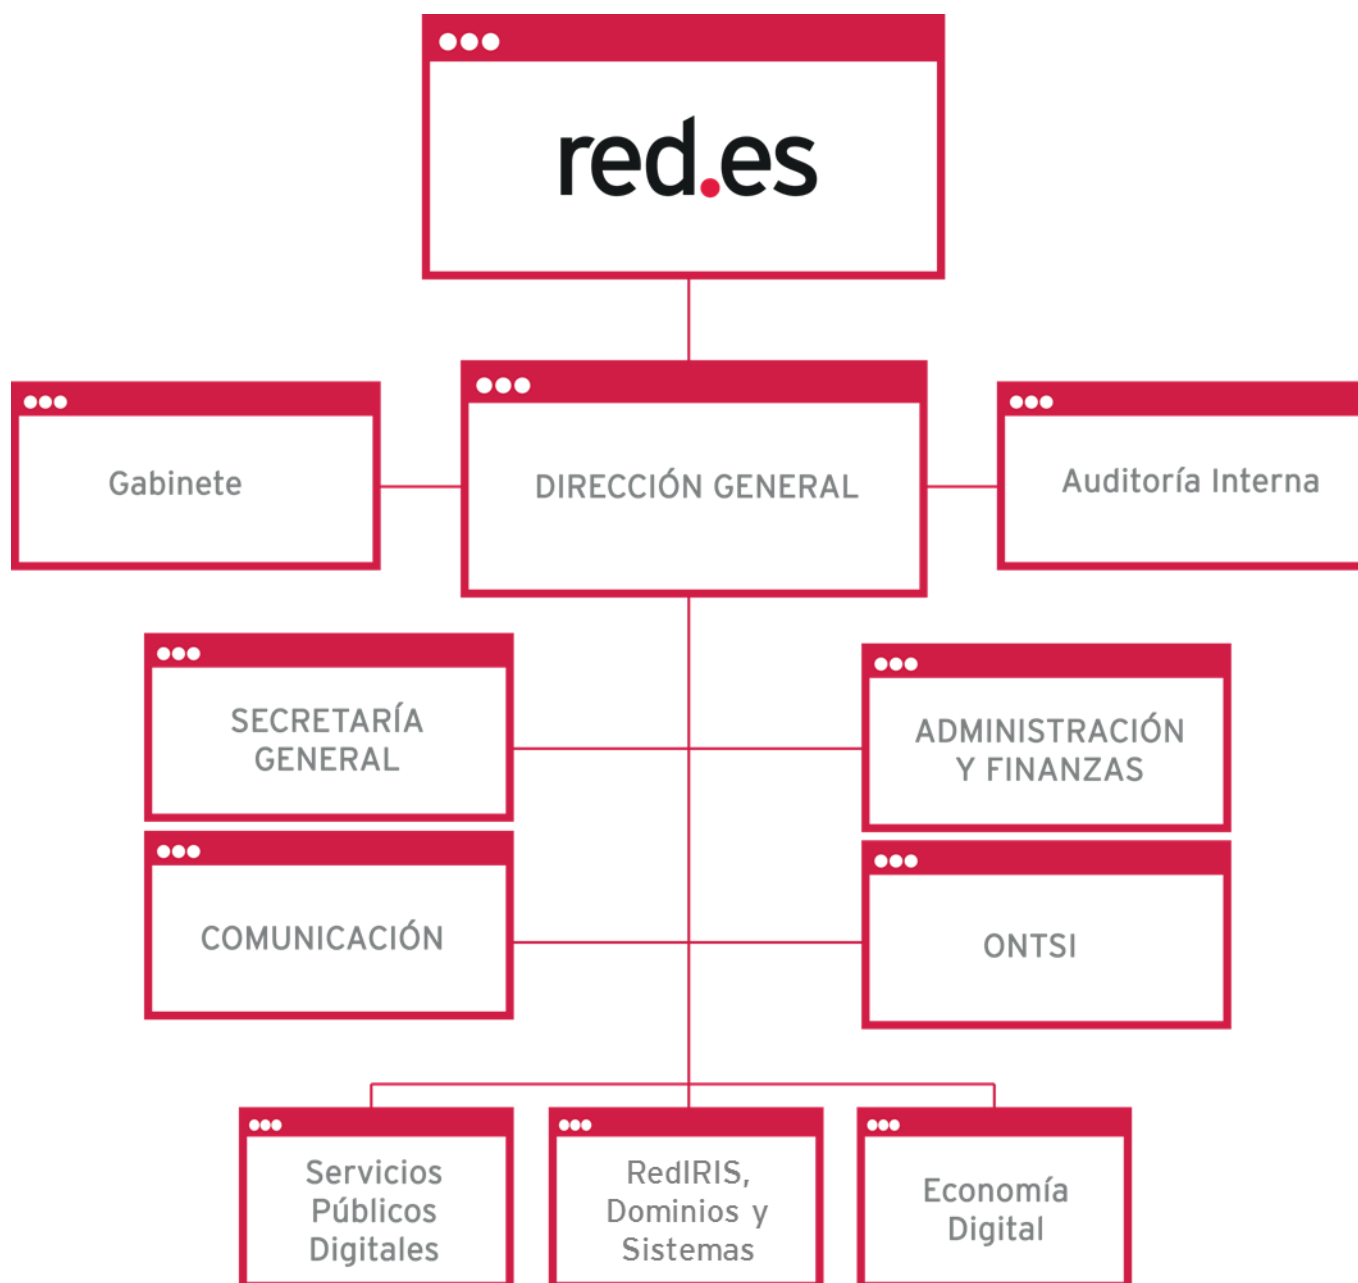 red.es
Gabinete
DIRECCIÓN GENERAL
Auditoría Interna
SECRETARÍA
GENERAL
ADMINISTRACIÓN
Y FINANZAS
COMUNICACIÓN
ONTSI
Servicios
Públicos
Digitales
RedIRIS,
Dominios y
Sistemas
Economía
Digital